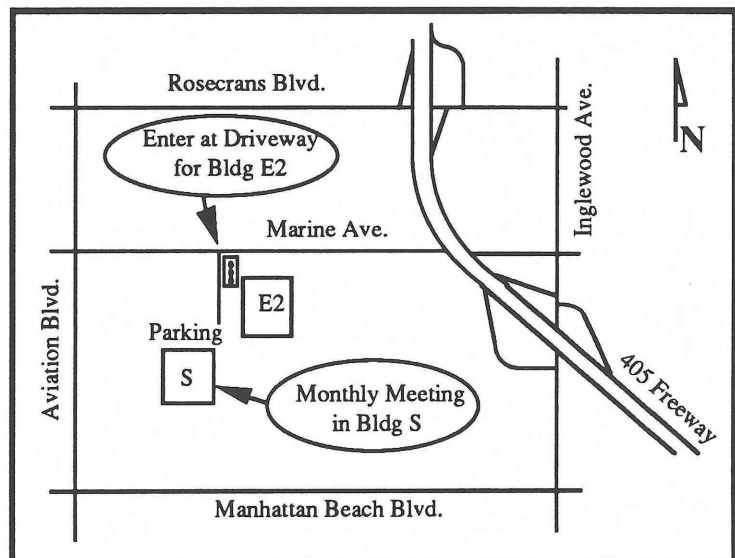 Rosecrans Blvd.
Enter at Driveway
for Bldg E2
Inglewood Ave.
N
Marine Ave.
Aviation Blvd.
E2
Parking
S
Monthly Meeting
in Bldg S
405 Freeway
Manhattan Beach Blvd.